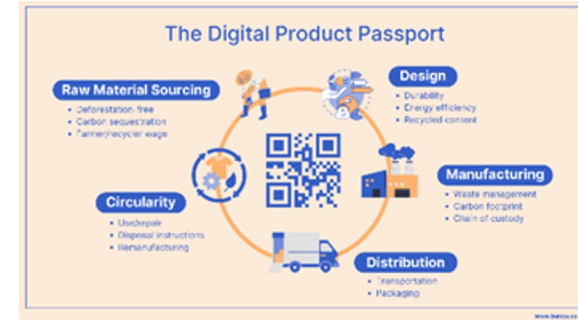 The Digital Product Passport
Raw Material Sourcing
• Deforestation-free
• Carbon sequestration
• Farmer/recycler wage
Design
• Durability
• Energy efficiency
• Recycled content
Manufacturing
• Waste management
• Carbon footprint
• Chain of custody
Distribution
• Transportation
• Packaging
Circularity
• Use/repair
• Disposal instructions
• Remanufacturing